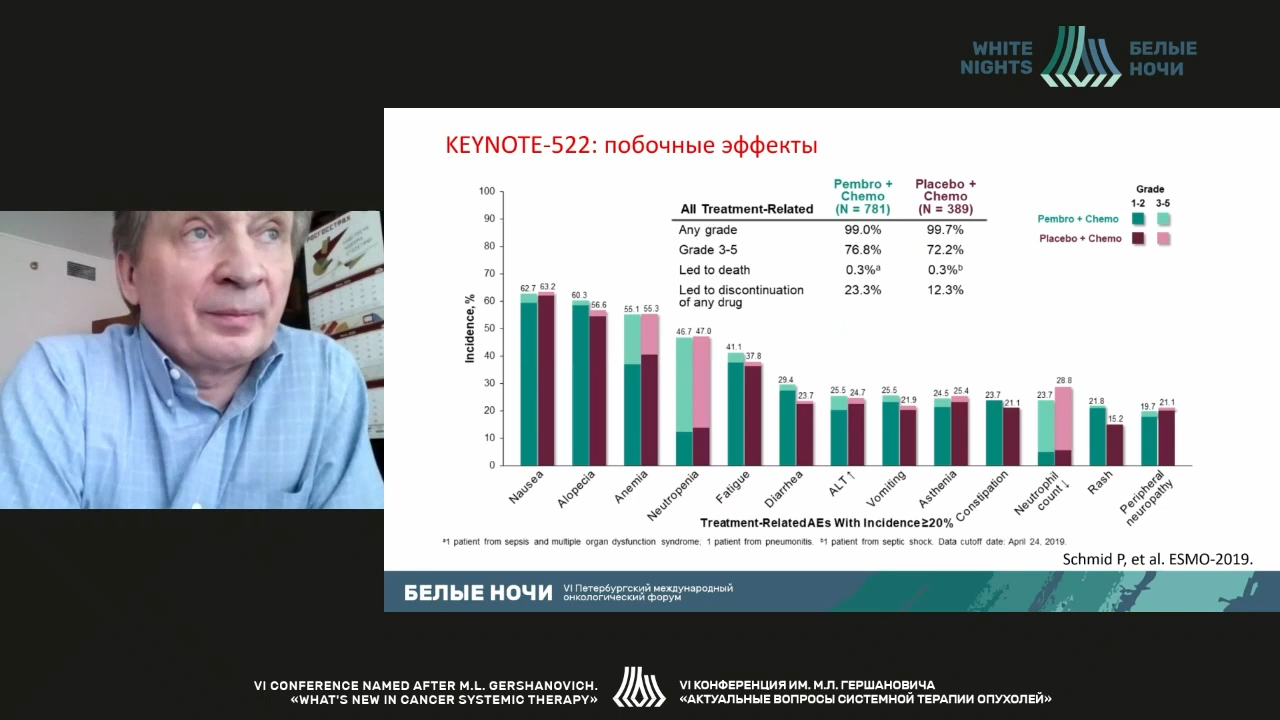 WHITE
NIGHTS
БЕЛЫЕ
НОЧИ
РОСГОССТРАХ
KEYNOTE-522: побочные эффекты
Incidence, %
100
90
80
70
60
50
40
30
20
10
0
All Treatment-Related
Pembro +
Chemo
(N = 781)
Placebo +
Chemo
(N = 389)
Any grade 99.0% 99.7%
Grade 3-5 76.8% 72.2%
Led to death 0.3%ᵃ 0.3%ᵇ
Led to discontinuation
of any drug 23.3% 12.3%
Grade
1-2 3-5
Pembro + Chemo
Placebo + Chemo
62.7 63.2
60.3 56.6
55.1 55.3
46.7 47.0
41.1 37.8
29.4 23.7
25.5 24.7
25.5 21.9
24.5 25.4
23.7 21.1
23.7 28.8
21.8 15.2
19.7 21.1
Nausea
Alopecia
Anemia
Neutropenia
Fatigue
Diarrhea
ALT↑
Vomiting
Asthenia
Constipation
Neutrophil
count↓
Rash
Peripheral
neuropathy
Treatment-RelatedAEs With Incidence≥20%
ᵃ1 patient from sepsis and multiple organ dysfunction syndrome; 1 patient from pneumonitis. ᵇ1 patient from septic shock. Data cutoff date: April 24, 2019.
Schmid P, et al. ESMO-2019.
БЕЛЫЕ НОЧИ
VI Петербургский международный
онкологический форум
VI CONFERENCE NAMED AFTER M.L. GERSHANOVICH.
«WHAT'S NEW IN CANCER SYSTEMIC THERAPY»
VI КОНФЕРЕНЦИЯ ИМ. М.Л. ГЕРШАНОВИЧА
«АКТУАЛЬНЫЕ ВОПРОСЫ СИСТЕМНОЙ ТЕРАПИИ ОПУХОЛЕЙ»